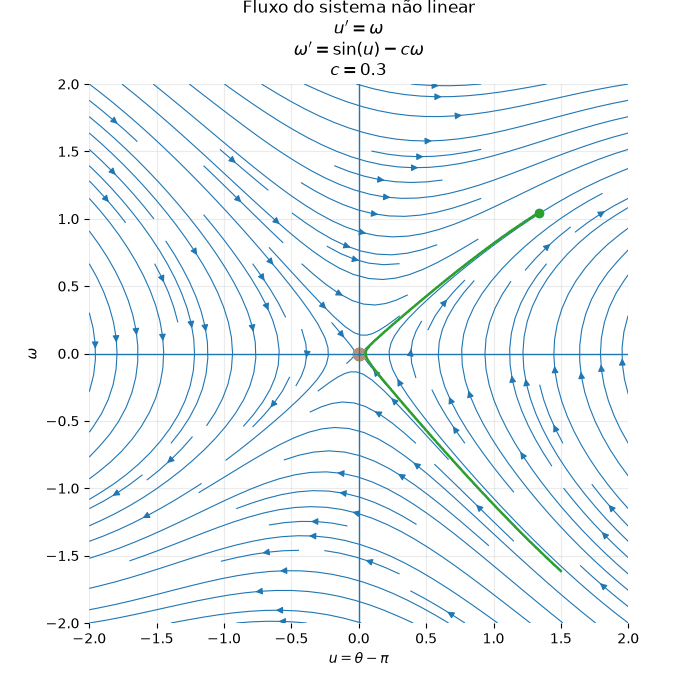 Fluxo do sistema não linear
u′ = ω
ω′ = sin(u) − cω
c = 0.3
2.0
1.5
1.0
0.5
0.0
−0.5
−1.0
−1.5
−2.0
ω
−2.0 −1.5 −1.0 −0.5 0.0 0.5 1.0 1.5 2.0
u = θ − π